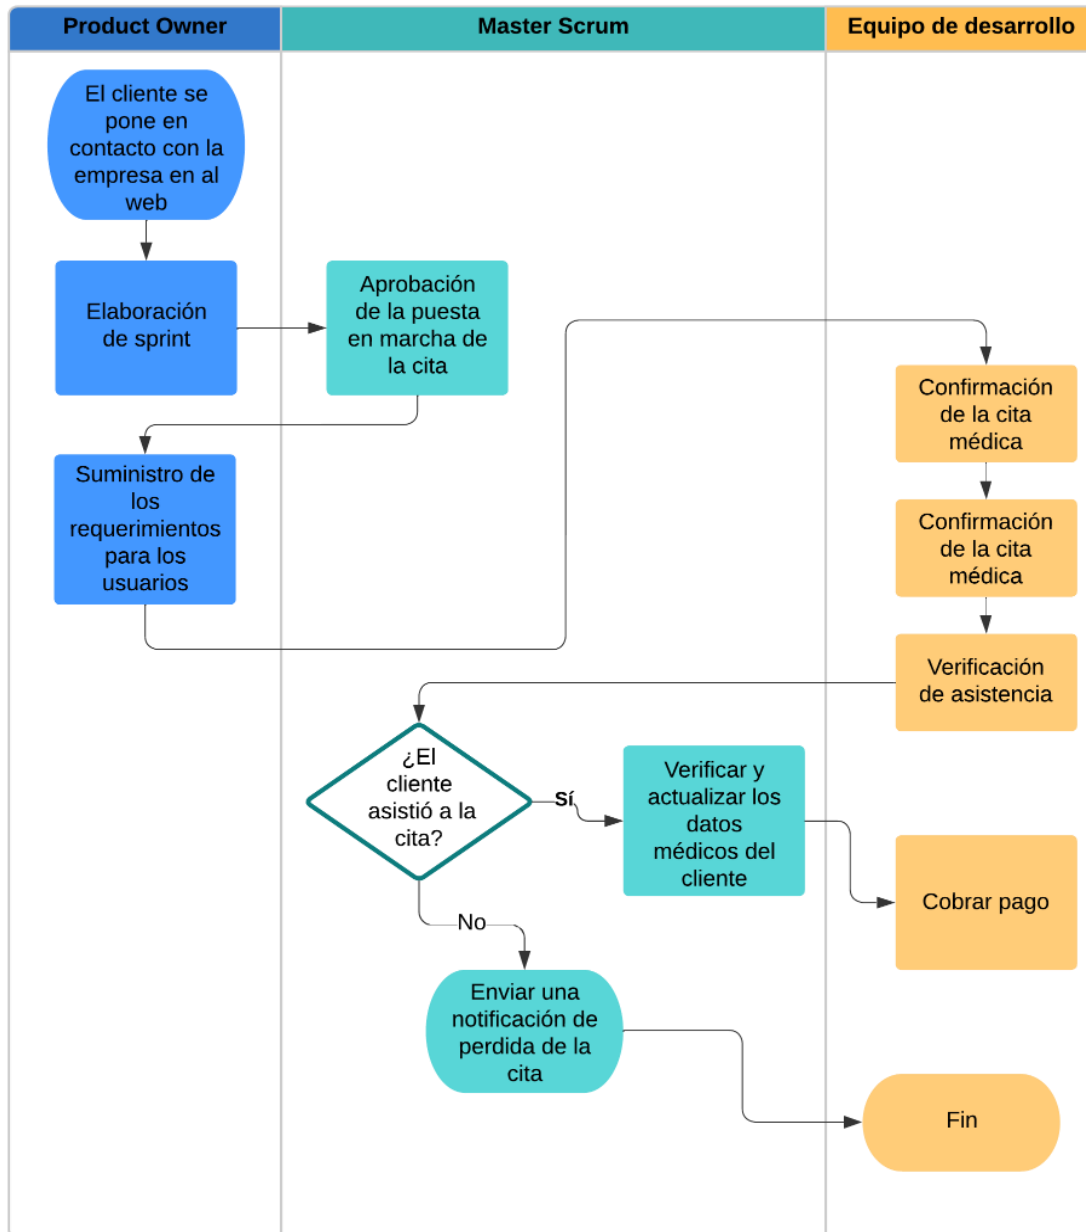 Product Owner
Master Scrum
Equipo de desarrollo
El cliente se
pone en
contacto con la
empresa en al
web
Elaboración
de sprint
Aprobación
de la puesta
en marcha de
la cita
Suministro de
los
requerimientos
para los
usuarios
Confirmación
de la cita
médica
Confirmación
de la cita
médica
Verificación
de asistencia
¿El
cliente
asistió a la
cita?
Sí
Verificar y
actualizar los
datos
médicos del
cliente
Cobrar pago
No
Enviar una
notificación de
perdida de la
cita
Fin